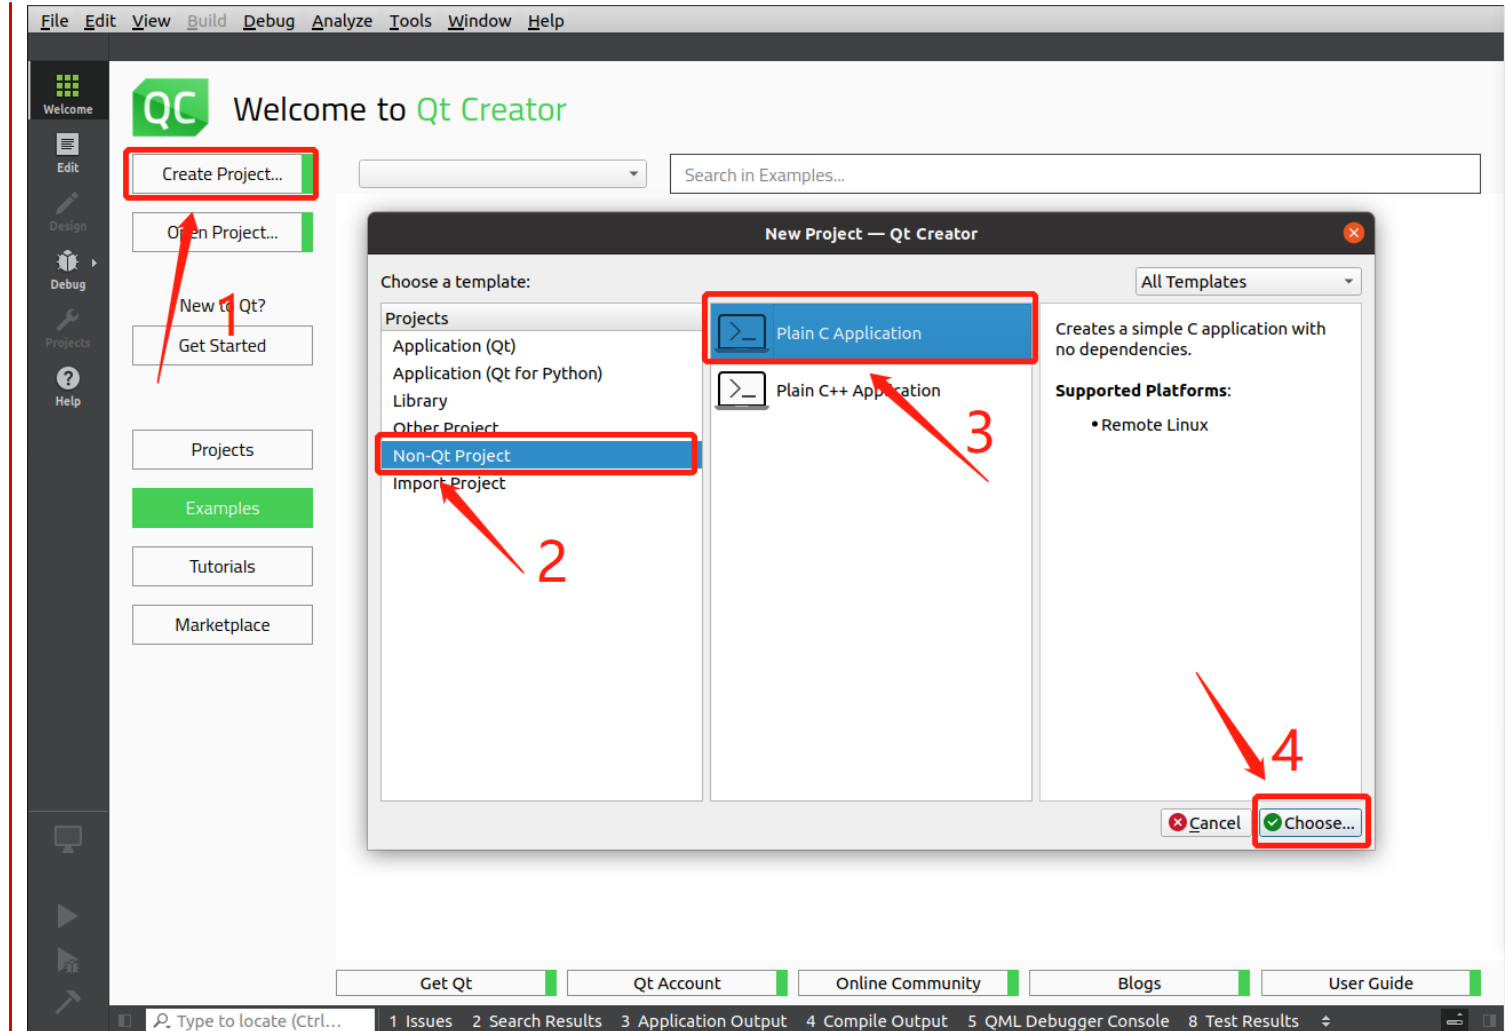 File Edit View Build Debug Analyze Tools Window Help
Welcome
Edit
Design
Debug
Projects
Help
QC Welcome to Qt Creator
Create Project...
Search in Examples...
Open Project...
1
New to Qt?
Get Started
Projects
Examples
Tutorials
Marketplace
New Project — Qt Creator
Choose a template:
All Templates
Projects
Application (Qt)
Application (Qt for Python)
Library
Other Project
Non-Qt Project
Import Project
2
Plain C Application
Plain C++ Application
3
Creates a simple C application with
no dependencies.
Supported Platforms:
• Remote Linux
4
Cancel
Choose...
Get Qt
Qt Account
Online Community
Blogs
User Guide
Type to locate (Ctrl... 1 Issues 2 Search Results 3 Application Output 4 Compile Output 5 QML Debugger Console 8 Test Results